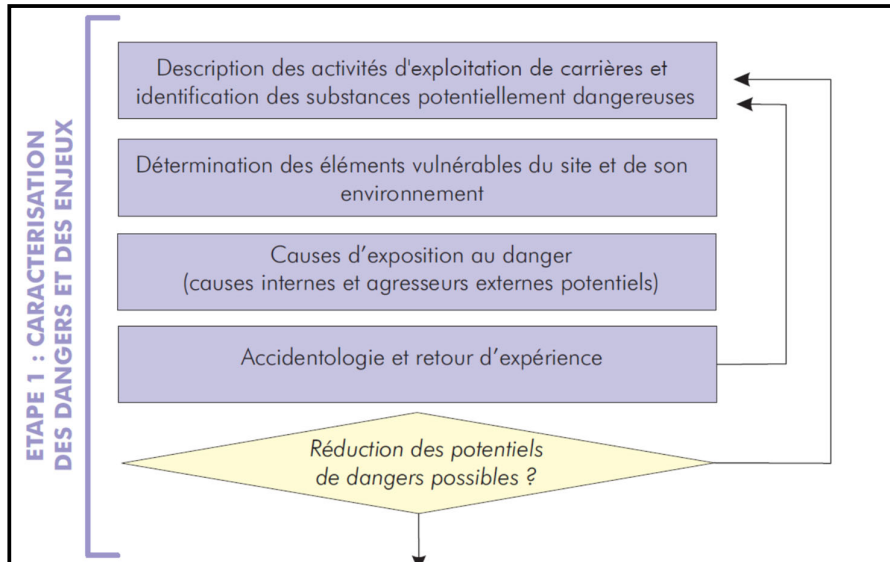 ETAPE 1 : CARACTERISATION
DES DANGERS ET DES ENJEUX
Description des activités d'exploitation de carrières et
identification des substances potentiellement dangereuses
Détermination des éléments vulnérables du site et de son
environnement
Causes d’exposition au danger
(causes internes et agresseurs externes potentiels)
Accidentologie et retour d’expérience
Réduction des potentiels
de dangers possibles ?